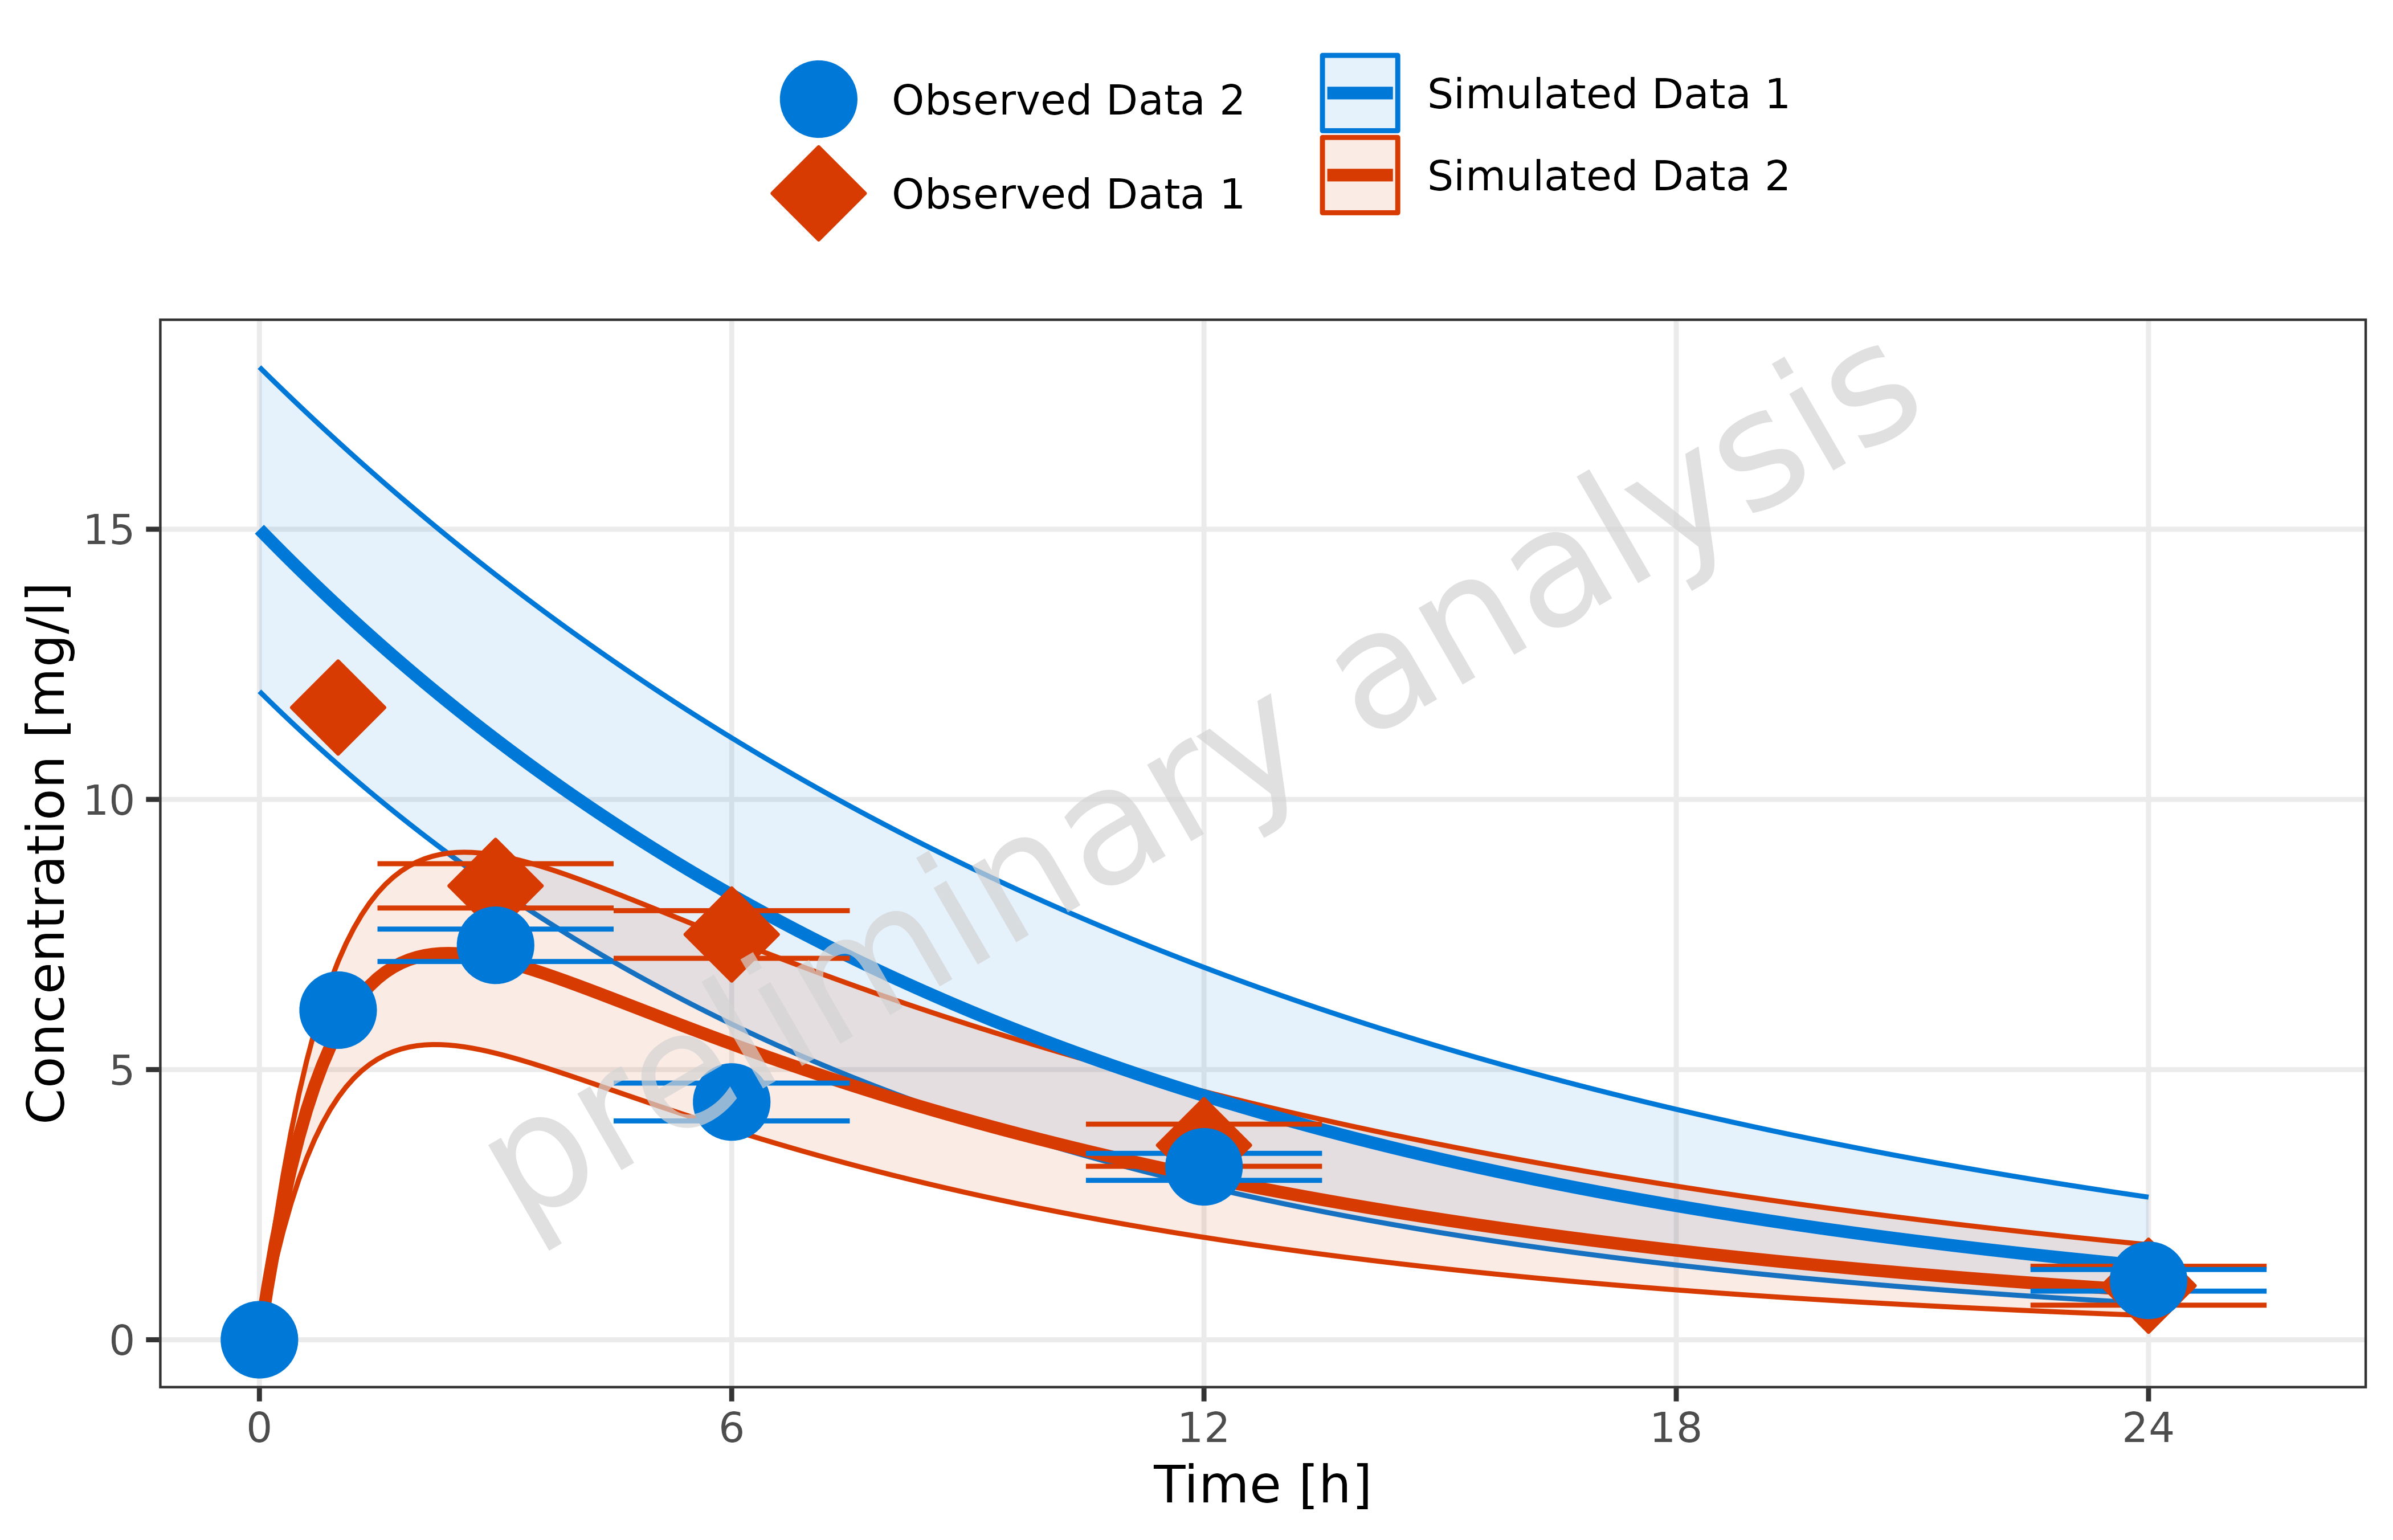 Observed Data 2
Observed Data 1
Simulated Data 1
Simulated Data 2
Concentration [mg/l]
15
10
5
0
preliminary analysis
0
6
12
18
24
Time [h]